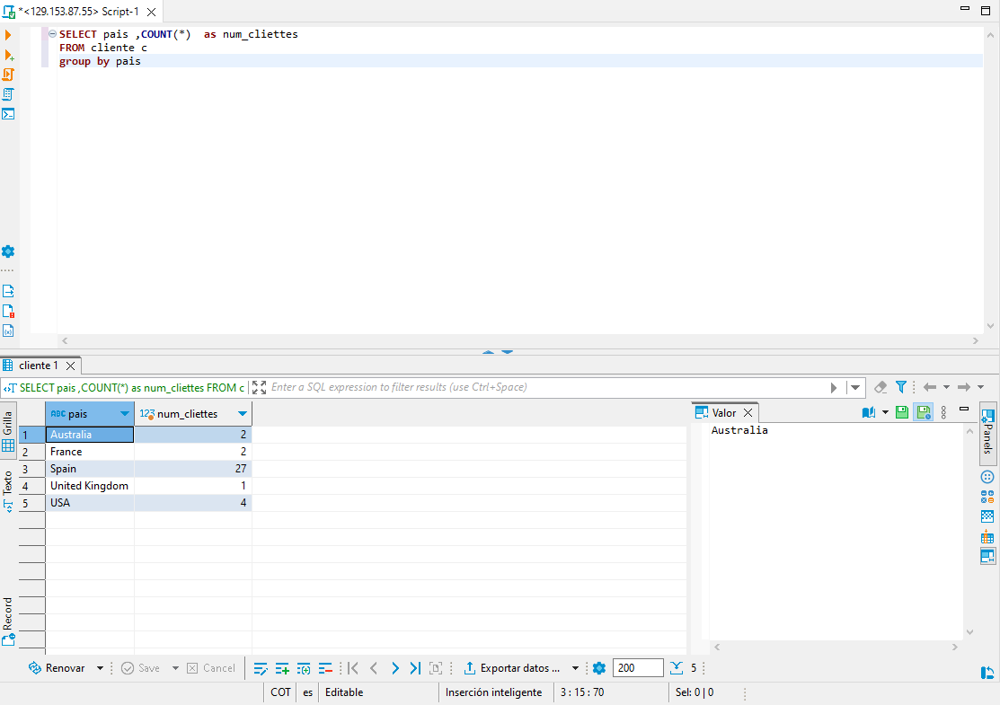 *<129.153.87.55> Script-1
SELECT pais ,COUNT(*)  as num_cliettes
FROM cliente c
group by pais
cliente 1
SELECT pais ,COUNT(*) as num_cliettes FROM c
Enter a SQL expression to filter results (use Ctrl+Space)
Grilla
Texto
Record
ABC pais
123 num_cliettes
1 Australia 2
2 France 2
3 Spain 27
4 United Kingdom 1
5 USA 4
Valor
Australia
Panels
Renovar
Save
Cancel
Exportar datos ...
200
5
COT
es
Editable
Inserción inteligente
3 : 15 : 70
Sel: 0 | 0